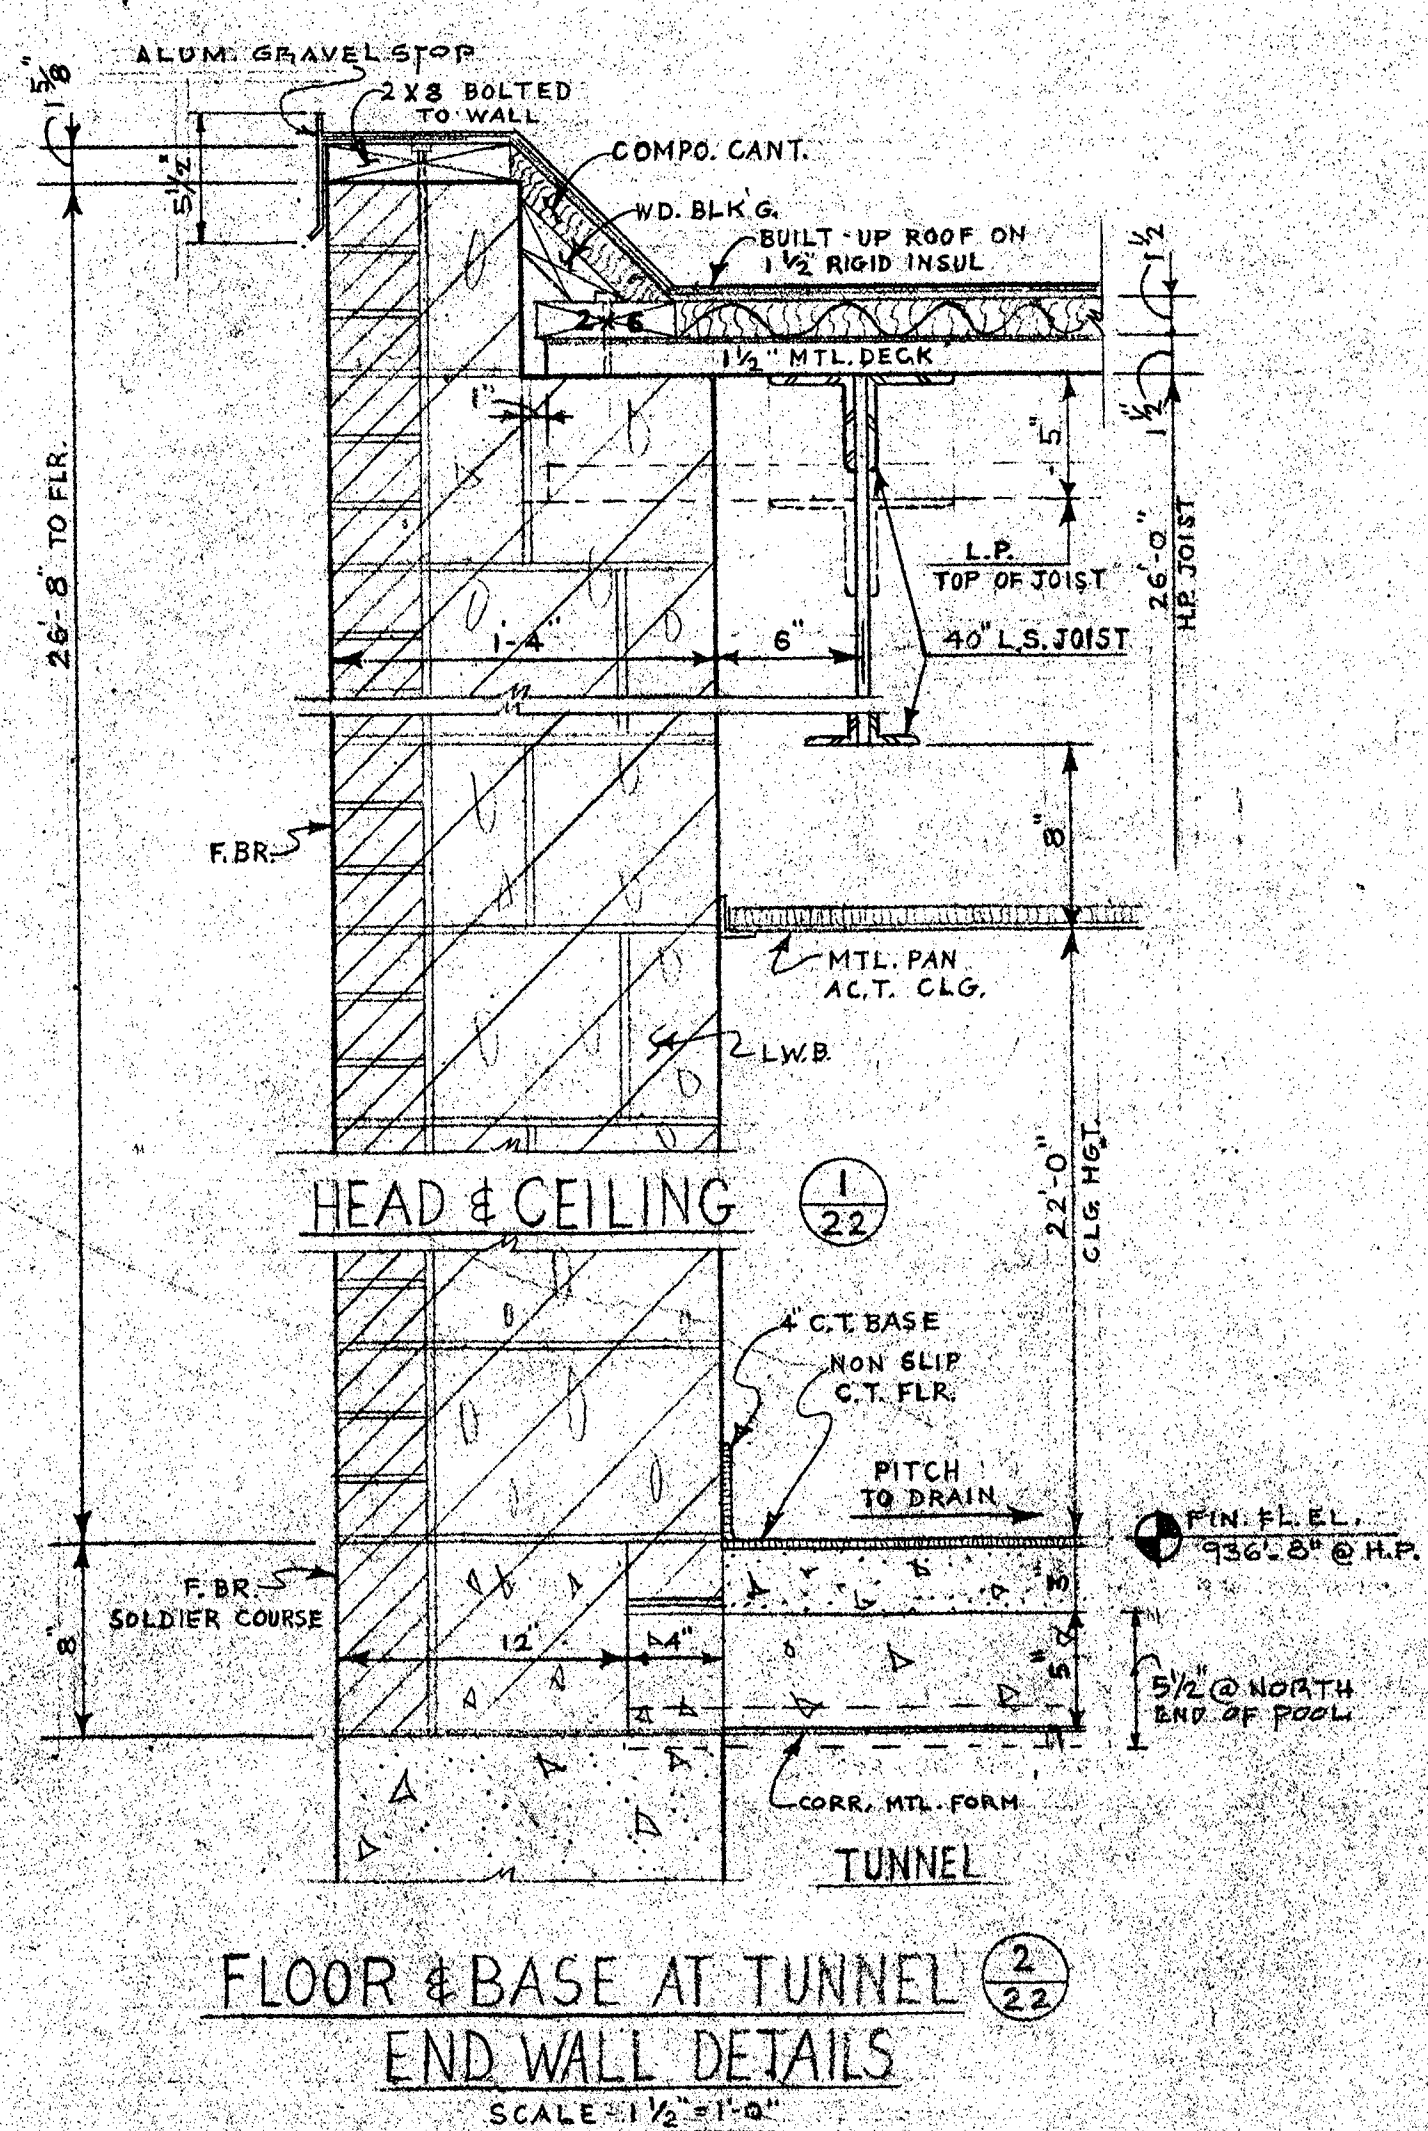 ALUM. GRAVEL STOP
1 5/8"
2 X 8 BOLTED
TO WALL
5 1/2"
COMPO. CANT.
WD. BLK'G.
BUILT-UP ROOF ON
1 1/2" RIGID INSUL
1 1/2
2 X 6
1 1/2" MTL. DECK
1 1/2"
1"
5"
26'-8" TO FLR.
L.P.
TOP OF JOIST
26'-0"
H.P. JOIST
1'-4"
6"
40" L.S. JOIST
F. BR.
8"
MTL. PAN
AC.T. CLG.
L.W.B.
22'-0"
CLG. HGT.
HEAD & CEILING
1
22
4" C.T. BASE
NON SLIP
C.T. FLR.
PITCH
TO DRAIN
FIN. FL. EL.
936'-8" @ H.P.
F. BR.
SOLDIER COURSE
8"
12"
4"
3"
5"
5 1/2" @ NORTH
END OF POOL
CORR. MTL. FORM
TUNNEL
FLOOR & BASE AT TUNNEL
2
22
END WALL DETAILS
SCALE - 1 1/2" = 1'-0"